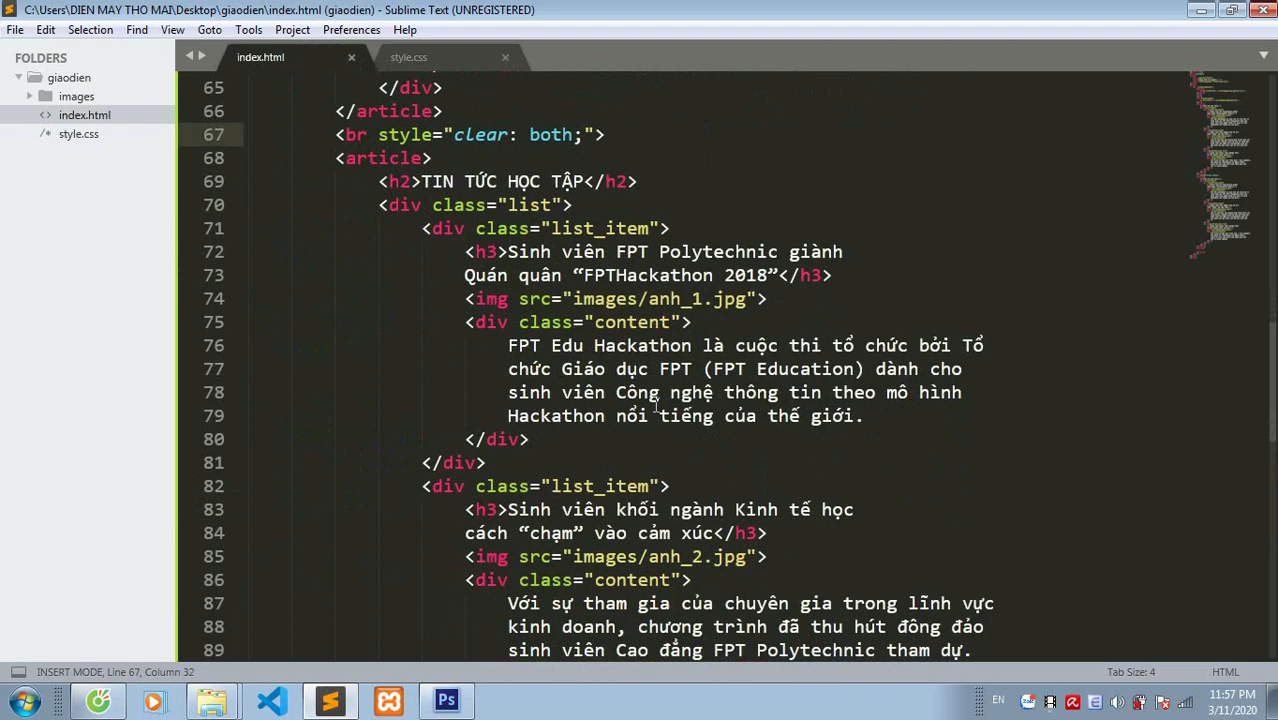 C:\Users\DIEN MAY THO MAI\Desktop\giaodien\index.html (giaodien) - Sublime Text (UNREGISTERED)
File Edit Selection Find View Goto Tools Project Preferences Help
FOLDERS
giaodien
images
index.html
style.css
index.html
style.css
65 </div>
66 </article>
67 <br style="clear: both;">
68 <article>
69 <h2>TIN TỨC HỌC TẬP</h2>
70 <div class="list">
71 <div class="list_item">
72 <h3>Sinh viên FPT Polytechnic giành
73 Quán quân “FPTHackathon 2018”</h3>
74 <img src="images/anh_1.jpg">
75 <div class="content">
76 FPT Edu Hackathon là cuộc thi tổ chức bởi Tổ
77 chức Giáo dục FPT (FPT Education) dành cho
78 sinh viên Công nghệ thông tin theo mô hình
79 Hackathon nổi tiếng của thế giới.
80 </div>
81 </div>
82 <div class="list_item">
83 <h3>Sinh viên khối ngành Kinh tế học
84 cách “chạm” vào cảm xúc</h3>
85 <img src="images/anh_2.jpg">
86 <div class="content">
87 Với sự tham gia của chuyên gia trong lĩnh vực
88 kinh doanh, chương trình đã thu hút đông đảo
89 sinh viên Cao đẳng FPT Polytechnic tham dự.
INSERT MODE, Line 67, Column 32
Tab Size: 4
HTML
Ps
EN
11:57 PM
3/11/2020